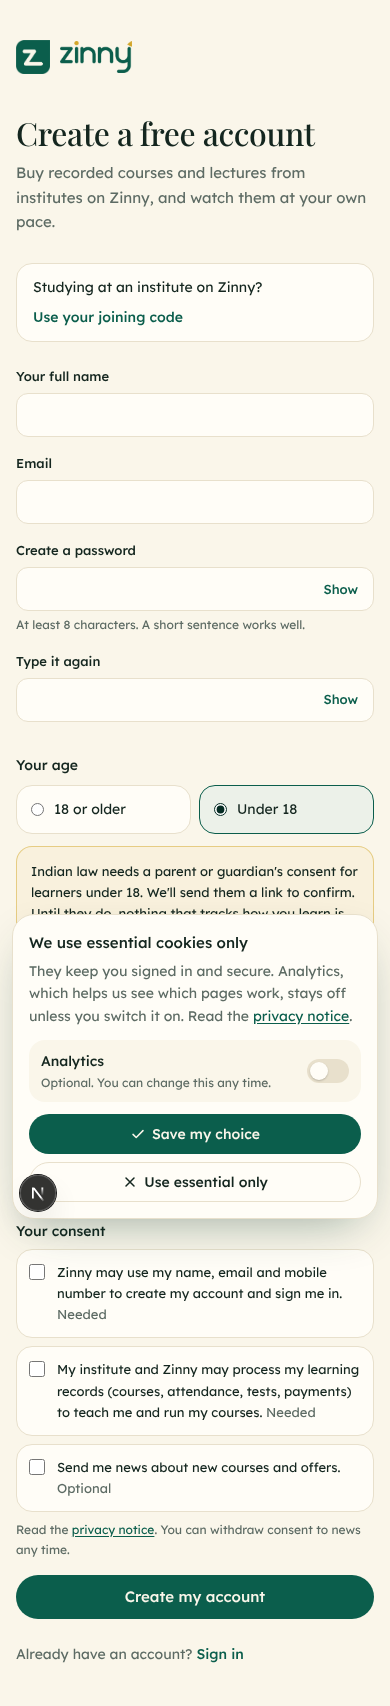 zinny
Create a free account
Buy recorded courses and lectures from
institutes on Zinny, and watch them at your own
pace.
Studying at an institute on Zinny?
Use your joining code
Your full name
Email
Create a password
Show
At least 8 characters. A short sentence works well.
Type it again
Show
Your age
18 or older
Under 18
Indian law needs a parent or guardian's consent for
learners under 18. We'll send them a link to confirm.
Until they do, nothing that tracks how you learn is
We use essential cookies only
They keep you signed in and secure. Analytics,
which helps us see which pages work, stays off
unless you switch it on. Read the privacy notice.
Analytics
Optional. You can change this any time.
Save my choice
Use essential only
N
Your consent
Zinny may use my name, email and mobile
number to create my account and sign me in.
Needed
My institute and Zinny may process my learning
records (courses, attendance, tests, payments)
to teach me and run my courses. Needed
Send me news about new courses and offers.
Optional
Read the privacy notice. You can withdraw consent to news
any time.
Create my account
Already have an account? Sign in